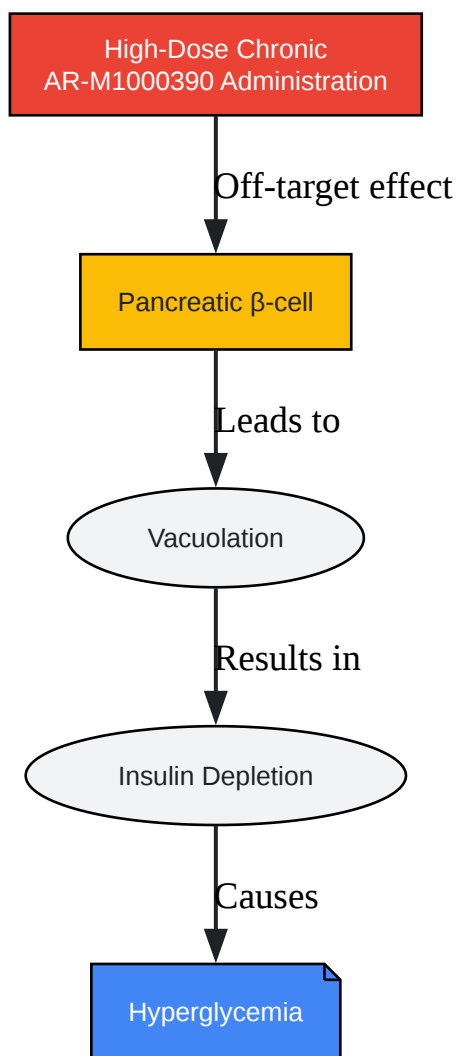 High-Dose Chronic
AR-M1000390 Administration
Off-target effect
Pancreatic β-cell
Leads to
Vacuolation
Results in
Insulin Depletion
Causes
Hyperglycemia